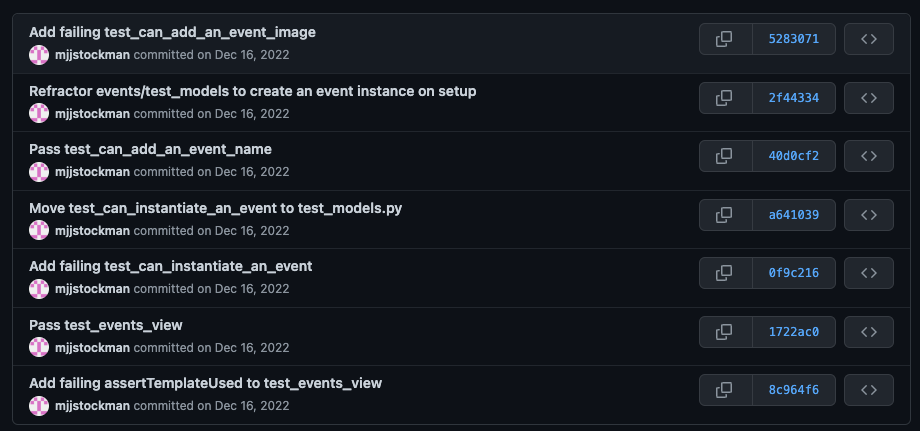 Add failing test_can_add_an_event_image
mjjstockman committed on Dec 16, 2022
5283071
Refractor events/test_models to create an event instance on setup
mjjstockman committed on Dec 16, 2022
2f44334
Pass test_can_add_an_event_name
mjjstockman committed on Dec 16, 2022
40d0cf2
Move test_can_instantiate_an_event to test_models.py
mjjstockman committed on Dec 16, 2022
a641039
Add failing test_can_instantiate_an_event
mjjstockman committed on Dec 16, 2022
0f9c216
Pass test_events_view
mjjstockman committed on Dec 16, 2022
1722ac0
Add failing assertTemplateUsed to test_events_view
mjjstockman committed on Dec 16, 2022
8c964f6